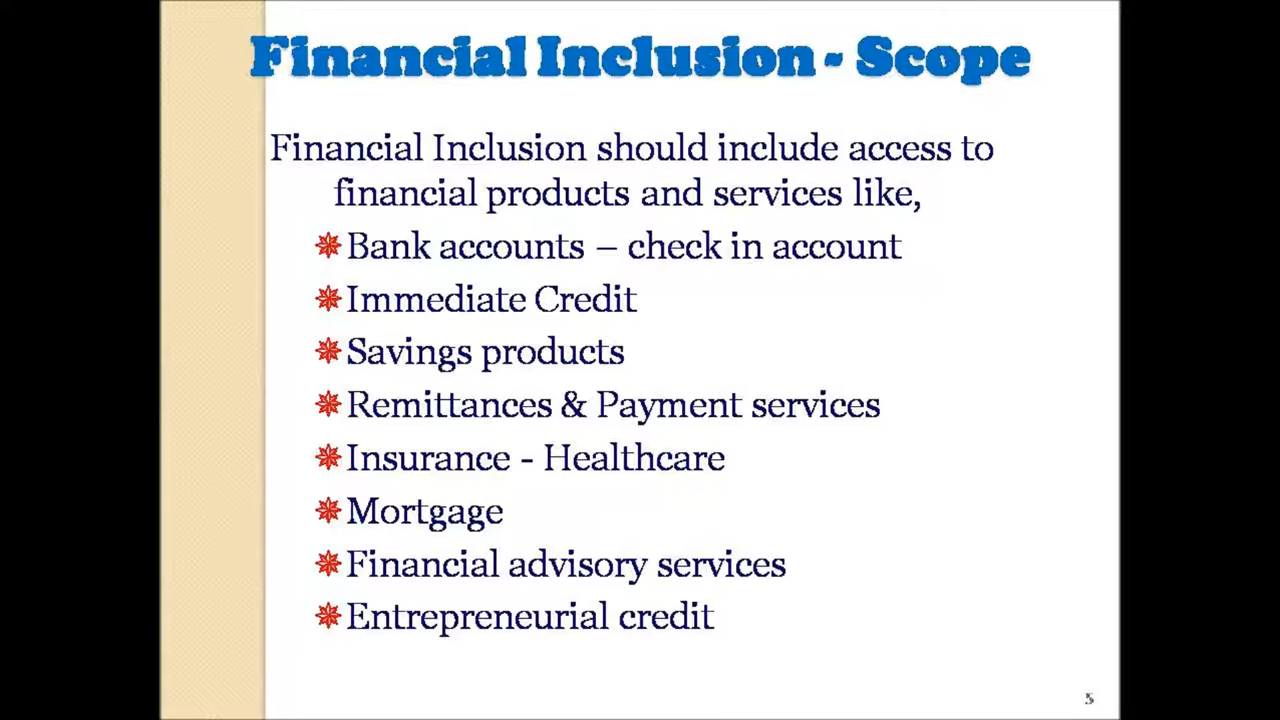 Financial Inclusion - Scope
Financial Inclusion should include access to
financial products and services like,
Bank accounts – check in account
Immediate Credit
Savings products
Remittances & Payment services
Insurance - Healthcare
Mortgage
Financial advisory services
Entrepreneurial credit
5